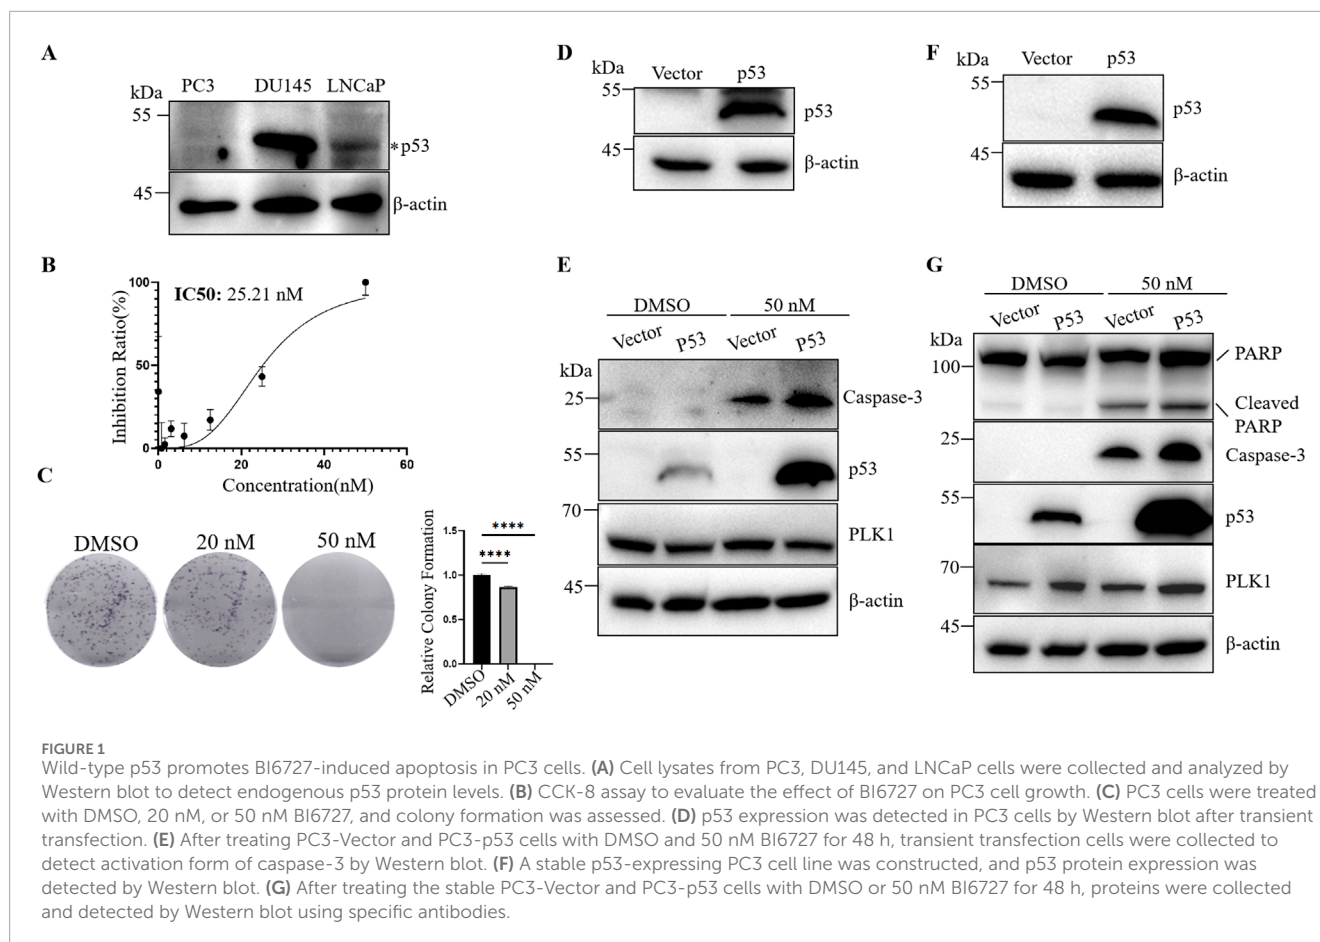 A
kDa
PC3 DU145 LNCaP
55
*p53
45
β-actin
B
100
IC50: 25.21 nM
Inhibition Ratio(%)
50
0
0 20 40 60
Concentration(nM)
C
DMSO 20 nM 50 nM
Relative Colony Formation
1.5
1.0
0.5
0.0
****
****
DMSO
20 nM
50 nM
D
kDa
Vector p53
55
p53
45
β-actin
E
DMSO 50 nM
Vector P53 Vector P53
kDa
25
Caspase-3
55
p53
70
PLK1
45
β-actin
F
kDa
Vector p53
55
p53
45
β-actin
G
DMSO 50 nM
Vector P53 Vector P53
kDa
100
PARP
Cleaved
PARP
25
Caspase-3
55
p53
70
PLK1
45
β-actin
FIGURE 1
Wild-type p53 promotes BI6727-induced apoptosis in PC3 cells. (A) Cell lysates from PC3, DU145, and LNCaP cells were collected and analyzed by
Western blot to detect endogenous p53 protein levels. (B) CCK-8 assay to evaluate the effect of BI6727 on PC3 cell growth. (C) PC3 cells were treated
with DMSO, 20 nM, or 50 nM BI6727, and colony formation was assessed. (D) p53 expression was detected in PC3 cells by Western blot after transient
transfection. (E) After treating PC3-Vector and PC3-p53 cells with DMSO and 50 nM BI6727 for 48 h, transient transfection cells were collected to
detect activation form of caspase-3 by Western blot. (F) A stable p53-expressing PC3 cell line was constructed, and p53 protein expression was
detected by Western blot. (G) After treating the stable PC3-Vector and PC3-p53 cells with DMSO or 50 nM BI6727 for 48 h, proteins were collected
and detected by Western blot using specific antibodies.